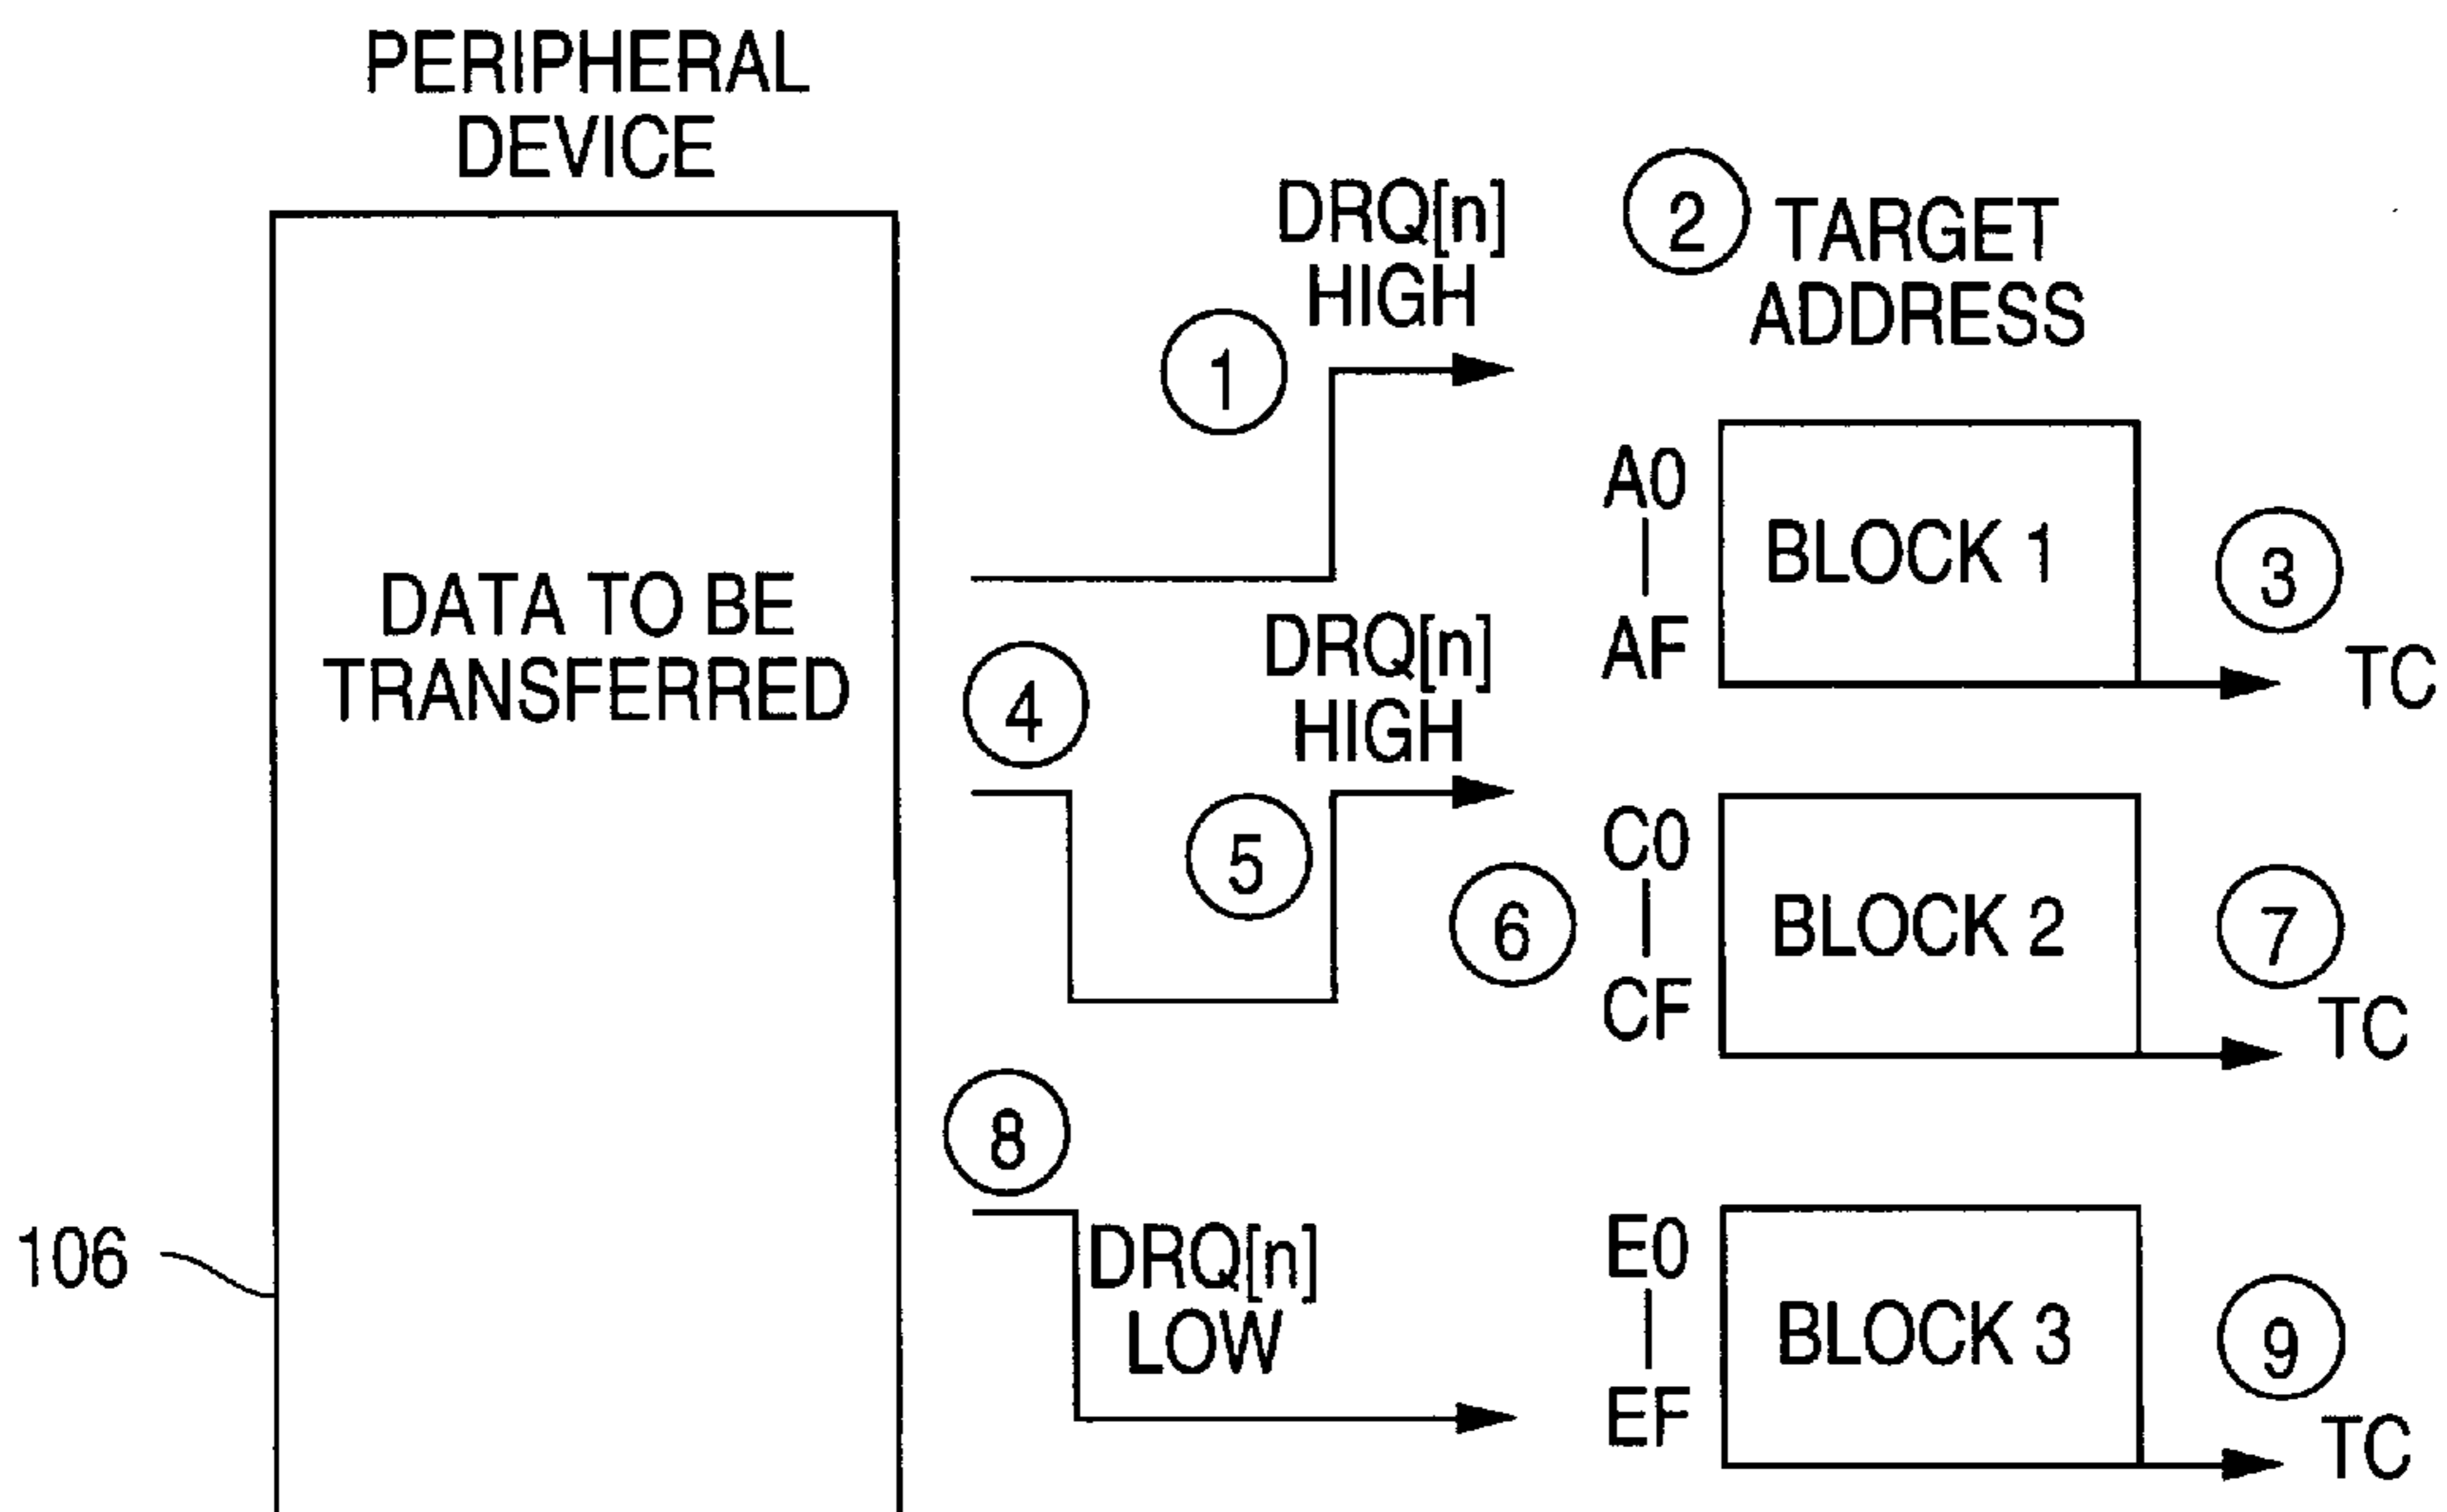 PERIPHERAL
DEVICE
DATA TO BE
TRANSFERRED
106
DRQ[n]
HIGH
1
2
TARGET
ADDRESS
A0
AF
BLOCK 1
3
TC
4
DRQ[n]
HIGH
5
6
C0
CF
BLOCK 2
7
TC
8
DRQ[n]
LOW
E0
EF
BLOCK 3
9
TC